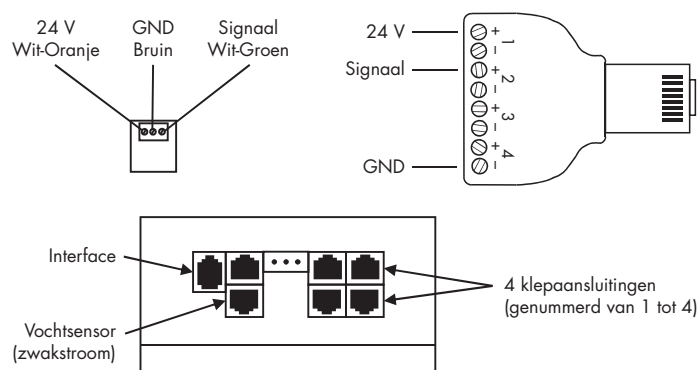 24 V
Wit-Oranje
GND
Bruin
Signaal
Wit-Groen
24 V
Signaal
GND
+
1
-
+
2
-
+
3
-
+
4
-
Interface
Vochtsensor
(zwakstroom)
4 klepaansluitingen
(genummerd van 1 tot 4)